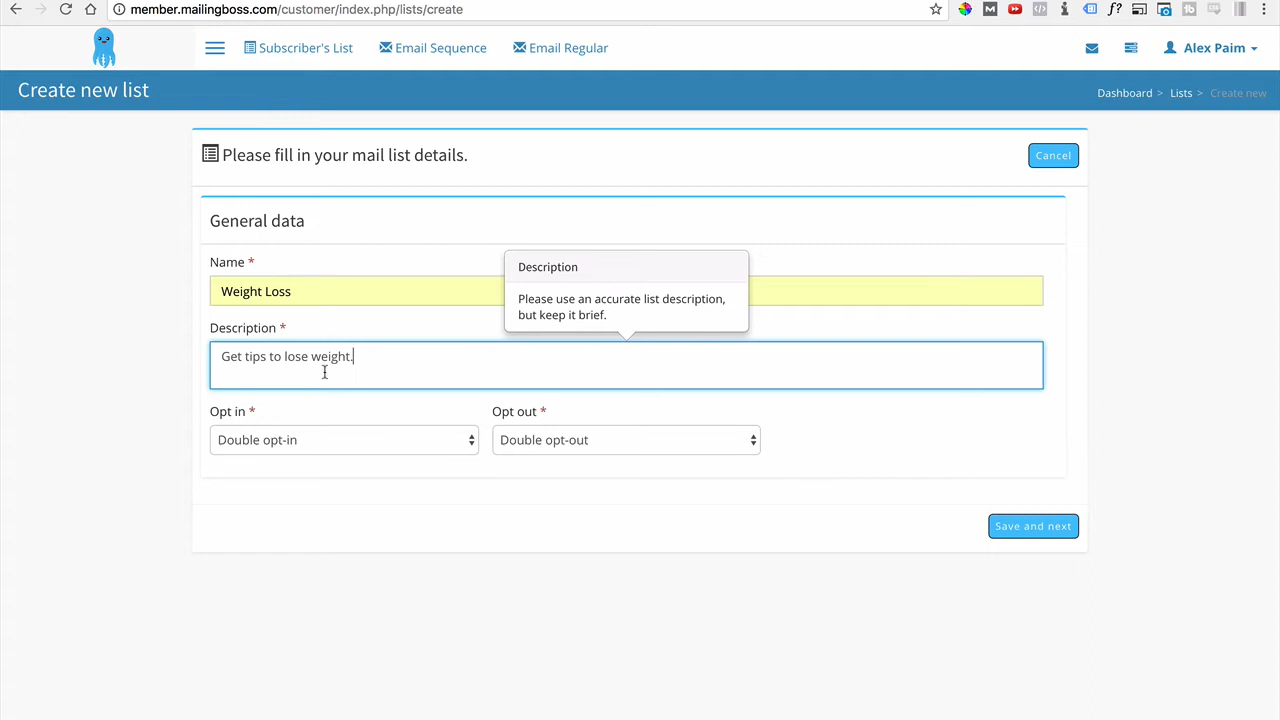 member.mailingboss.com/customer/index.php/lists/create
Subscriber's List
Email Sequence
Email Regular
Alex Paim
Create new list
Dashboard > Lists > Create new
Please fill in your mail list details.
Cancel
General data
Name *
Weight Loss
Description
Please use an accurate list description,
but keep it brief.
Description *
Get tips to lose weight.
Opt in *
Opt out *
Double opt-in
Double opt-out
Save and next